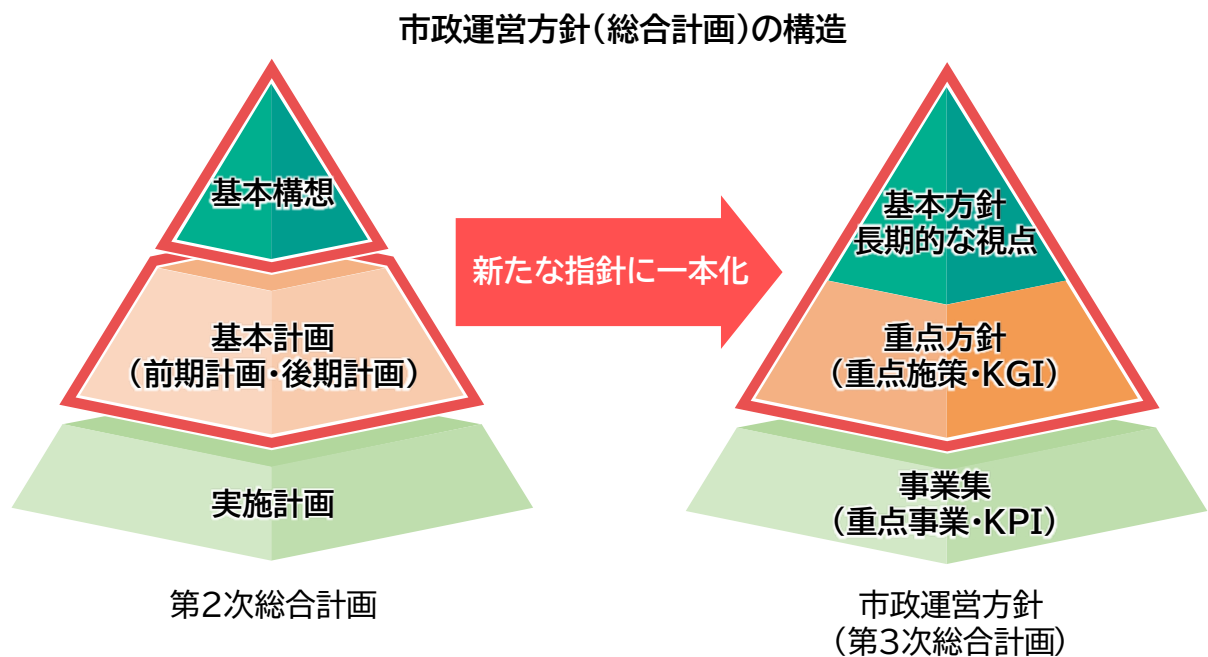 市政運営方針(総合計画)の構造
基本構想
基本計画
(前期計画・後期計画)
実施計画
第2次総合計画
新たな指針に一本化
基本方針
長期的な視点
重点方針
(重点施策・KGI)
事業集
(重点事業・KPI)
市政運営方針
(第3次総合計画)